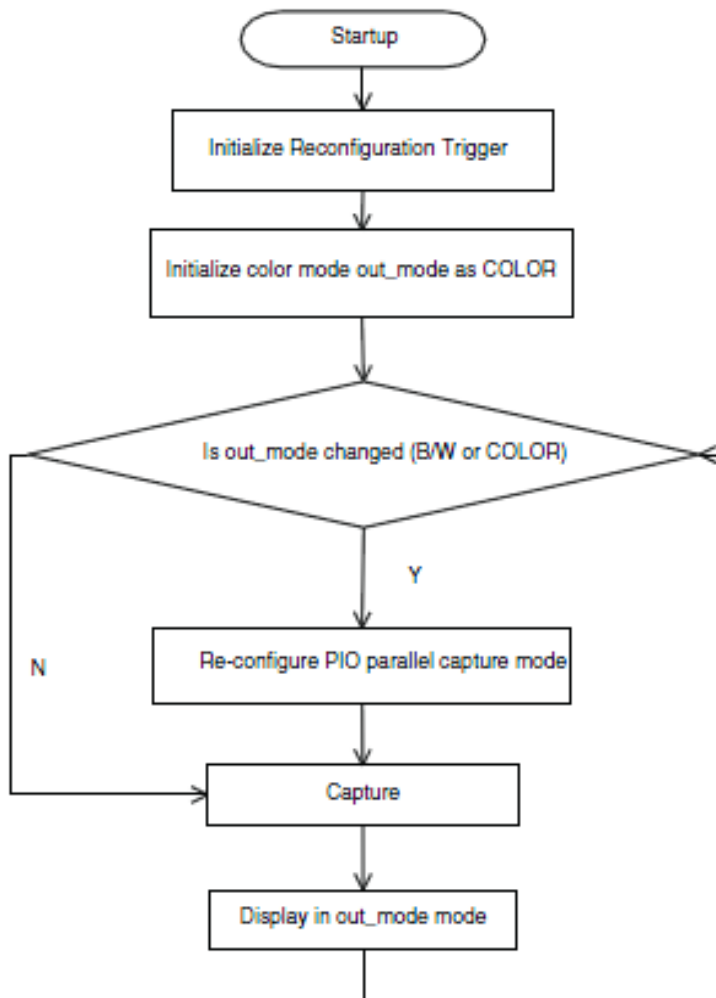 Startup
Initialize Reconfiguration Trigger
Initialize color mode out_mode as COLOR
Is out_mode changed (B/W or COLOR)
Y
N
Re-configure PIO parallel capture mode
Capture
Display in out_mode mode